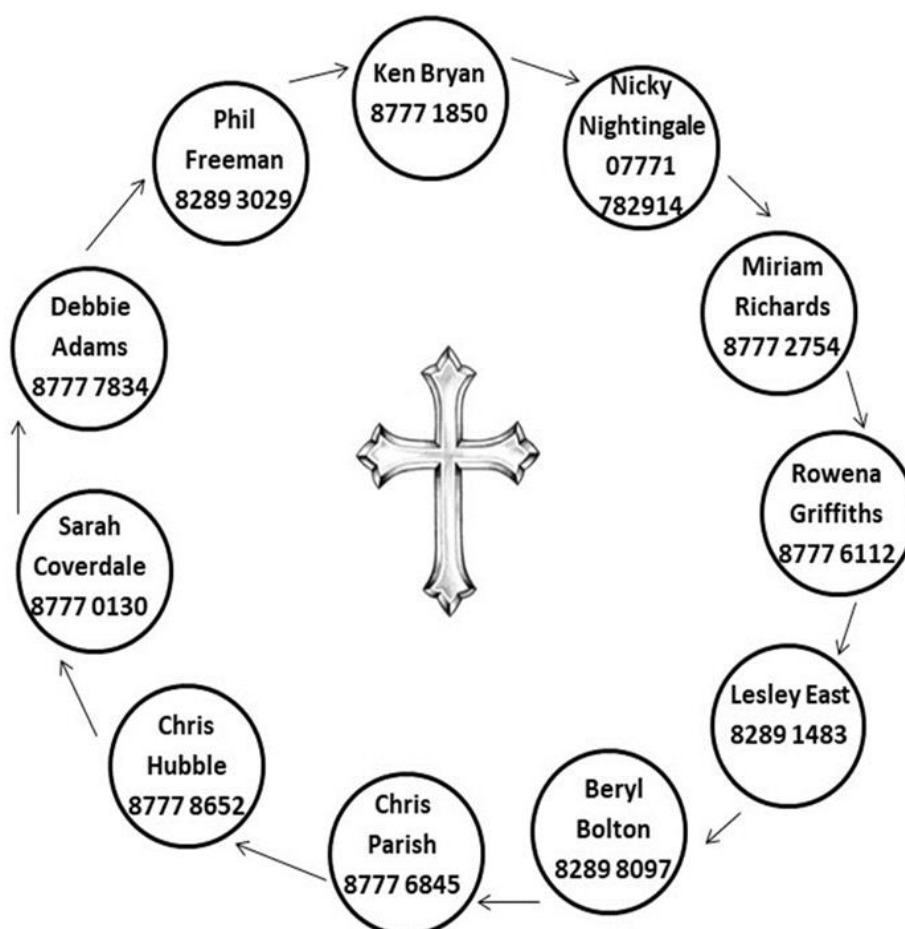 Ken Bryan
8777 1850
Nicky
Nightingale
07771
782914
Miriam
Richards
8777 2754
Rowena
Griffiths
8777 6112
Lesley East
8289 1483
Beryl
Bolton
8289 8097
Chris
Parish
8777 6845
Chris
Hubble
8777 8652
Sarah
Coverdale
8777 0130
Debbie
Adams
8777 7834
Phil
Freeman
8289 3029